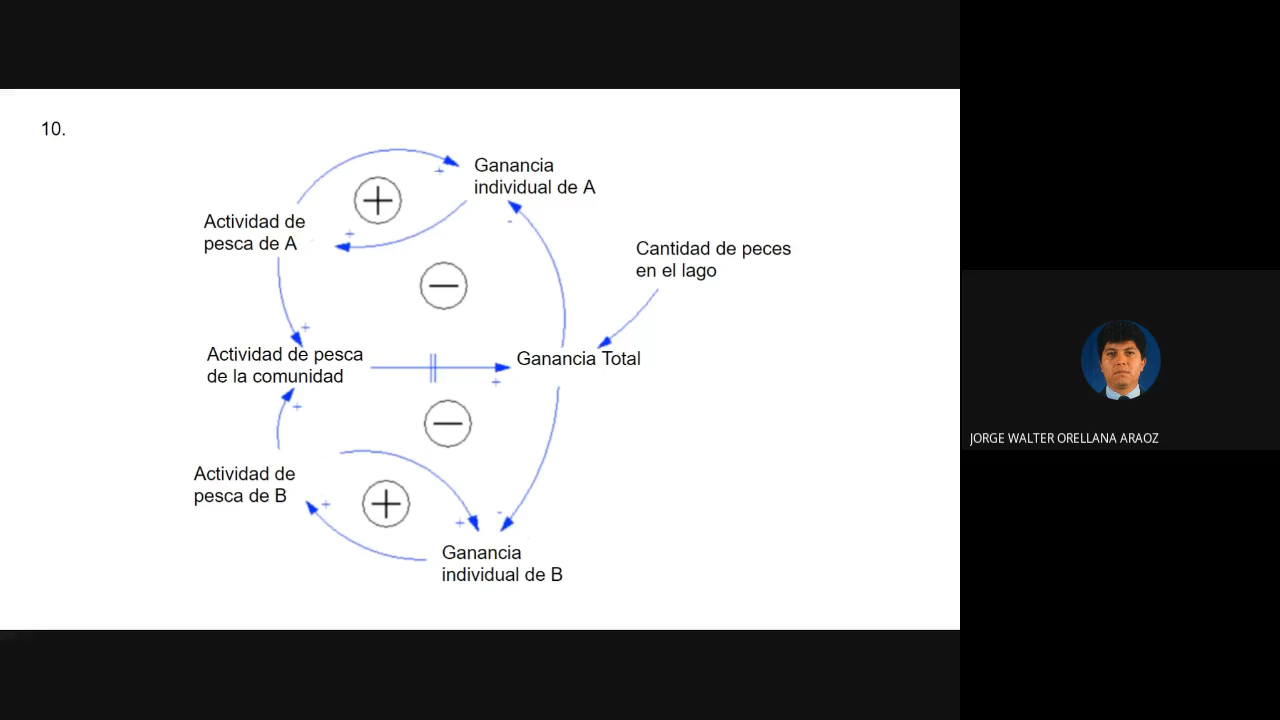 10.
Ganancia
individual de A
Actividad de
pesca de A
Cantidad de peces
en el lago
Actividad de pesca
de la comunidad
Ganancia Total
Actividad de
pesca de B
Ganancia
individual de B
JORGE WALTER ORELLANA ARAOZ